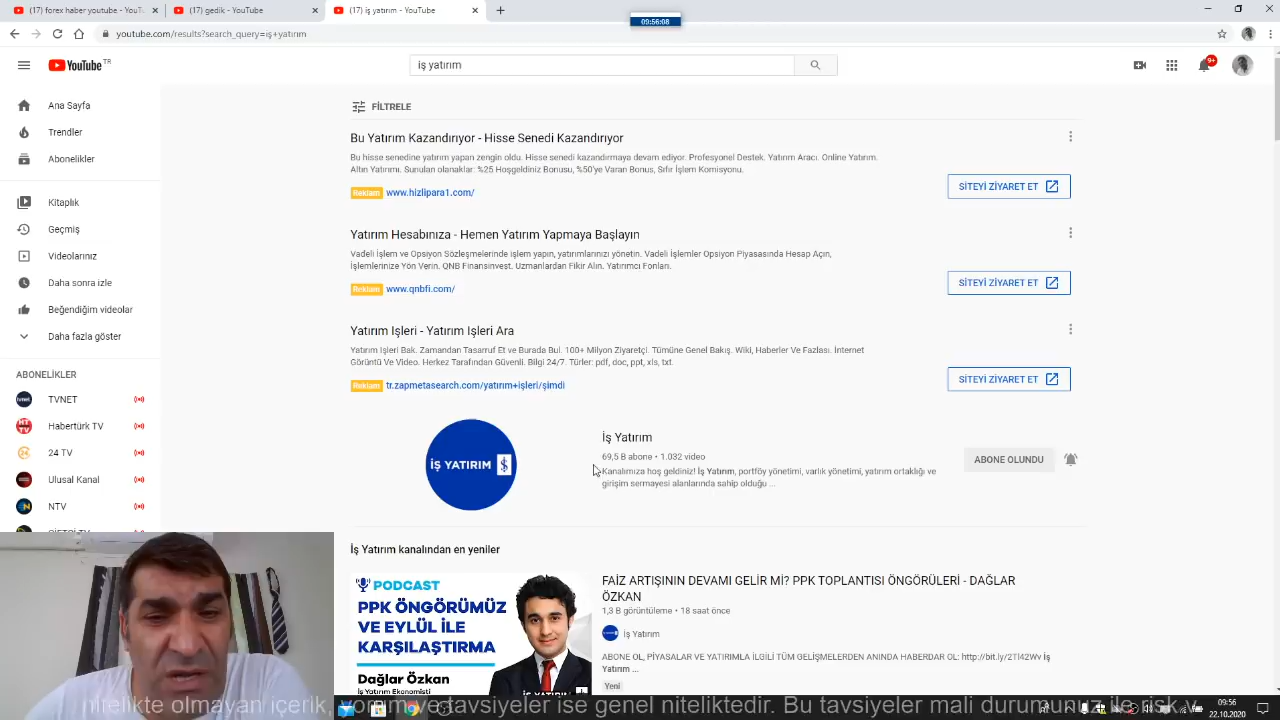 (17) forex haber youtube - YouTu
(17) gedik - YouTube
(17) iş yatırım - YouTube
09:56:08
youtube.com/results?search_query=iş+yatırım
YouTube TR
iş yatırım
9+
Ana Sayfa
Trendler
Abonelikler
Kitaplık
Geçmiş
Videolarınız
Daha sonra izle
Beğendiğim videolar
Daha fazla göster
ABONELİKLER
TVNET
Habertürk TV
24 TV
Ulusal Kanal
NTV
FİLTRELE
Bu Yatırım Kazandırıyor - Hisse Senedi Kazandırıyor
Bu hisse senedine yatırım yapan zengin oldu. Hisse senedi kazandırmaya devam ediyor. Profesyonel Destek. Yatırım Aracı. Online Yatırım.
Altın Yatırımı. Sunulan olanaklar: %25 Hoşgeldiniz Bonusu, %50'ye Varan Bonus, Sıfır İşlem Komisyonu.
Reklam www.hizlipara1.com/
SİTEYİ ZİYARET ET
Yatırım Hesabınıza - Hemen Yatırım Yapmaya Başlayın
Vadeli İşlem ve Opsiyon Sözleşmelerinde işlem yapın, yatırımlarınızı yönetin. Vadeli İşlemler Opsiyon Piyasasında Hesap Açın,
İşlemlerinize Yön Verin. QNB Finansinvest. Uzmanlardan Fikir Alın. Yatırımcı Fonları.
Reklam www.qnbfi.com/
SİTEYİ ZİYARET ET
Yatırım Işleri - Yatırım Işleri Ara
Yatırım Işleri Bak. Zamandan Tasarruf Et ve Burada Bul. 100+ Milyon Ziyaretçi. Tümüne Genel Bakış. Wiki, Haberler Ve Fazlası. İnternet
Görüntü Ve Video. Herkez Tarafından Güvenli. Bilgi 24/7. Türler: pdf, doc, ppt, xls, txt.
Reklam tr.zapmetasearch.com/yatırım+işleri/şimdi
SİTEYİ ZİYARET ET
İŞ YATIRIM
İş Yatırım
69,5 B abone • 1.032 video
Kanalımıza hoş geldiniz! İş Yatırım, portföy yönetimi, varlık yönetimi, yatırım ortaklığı ve
girişim sermayesi alanlarında sahip olduğu ...
ABONE OLUNDU
İş Yatırım kanalından en yeniler
PODCAST
PPK ÖNGÖRÜMÜZ
VE EYLÜL İLE
KARŞILAŞTIRMA
Dağlar Özkan
İş Yatırım Ekonomisti
FAİZ ARTIŞININ DEVAMI GELİR Mİ? PPK TOPLANTISI ÖNGÖRÜLERİ - DAĞLAR
ÖZKAN
1,3 B görüntüleme • 18 saat önce
İş Yatırım
ABONE OL, PİYASALAR VE YATIRIMLA İLGİLİ TÜM GELİŞMELERDEN ANINDA HABERDAR OL: http://bit.ly/2Tl42Wv İş
Yatırım ...
Yeni
nitelikte olmayan içerik, yorum ve tavsiyeler ise genel niteliktedir. Bu tavsiyeler mali durumunuz ile risk
09:56
22.10.2020